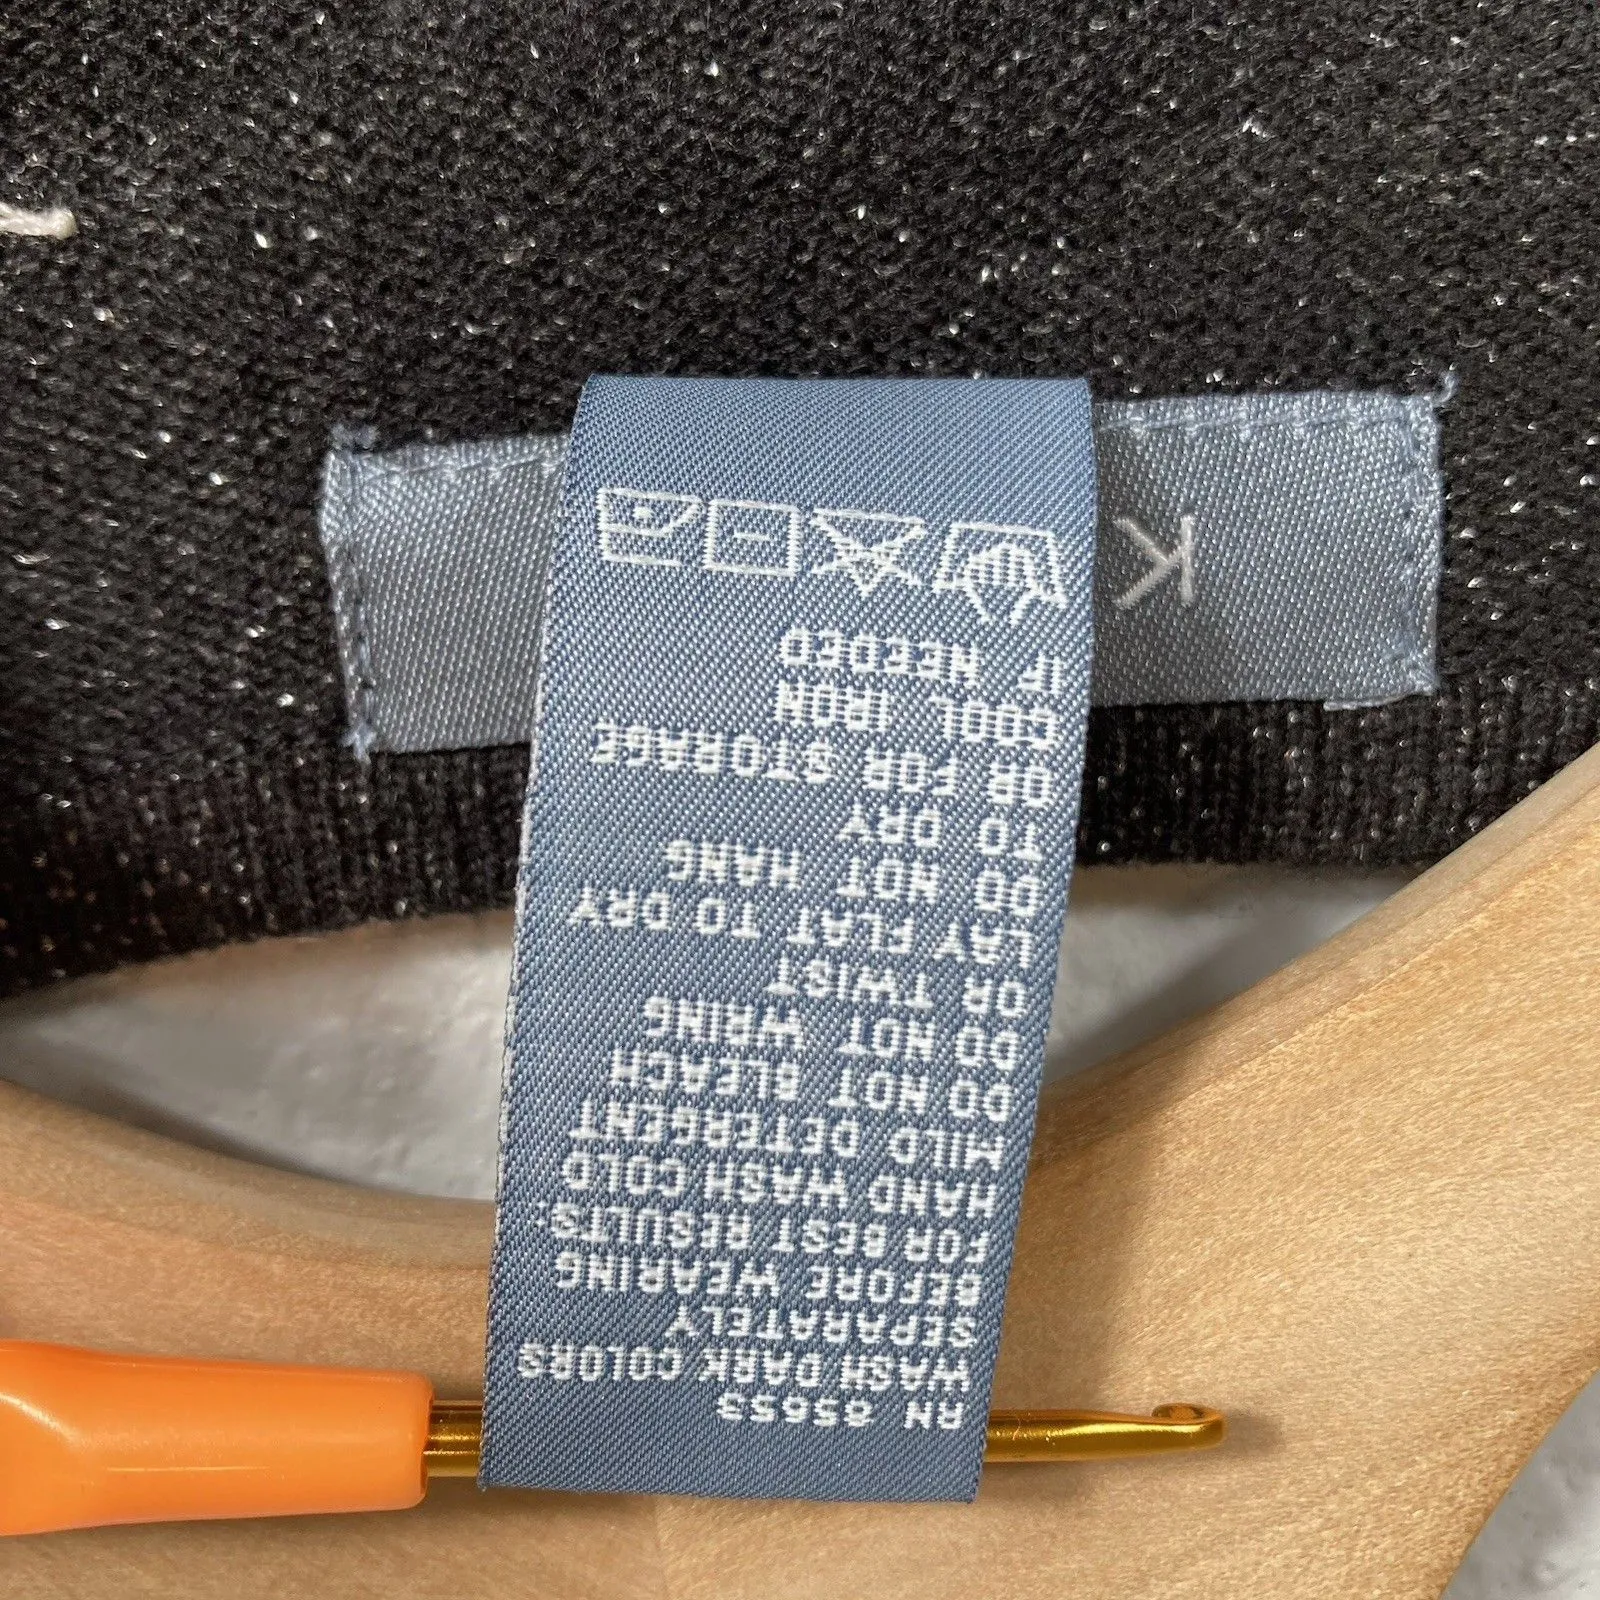 RN 85653
WASH DARK COLORS
SEPARATELY
BEFORE WEARING
FOR BEST RESULTS.
HAND WASH COLD
MILD DETERGENT
DO NOT BLEACH
DO NOT WRING
OR TWIST
LAY FLAT TO DRY
DO NOT HANG
TO DRY
OR FOR STORAGE
COOL IRON
IF NEEDED
K